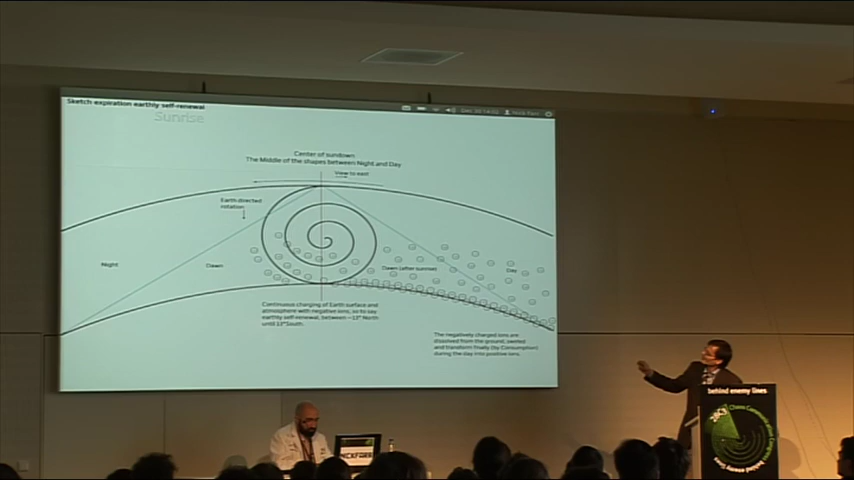 Sketch expiration earthly self-renewal
Sunrise
Center of sundown
The Middle of the shapes between Night and Day
View to east
Earth directed
rotation
Night
Dawn
Dawn (after sunrise)
Day
Continuous charging of Earth surface and
atmosphere with negative ions, so to say
earthly self-renewal, between ~13° North
until 13°South.
The negatively charged ions are
dissolved from the ground, swirled
and transform finally (by Consumption)
during the day into positive ions.
behind enemy lines